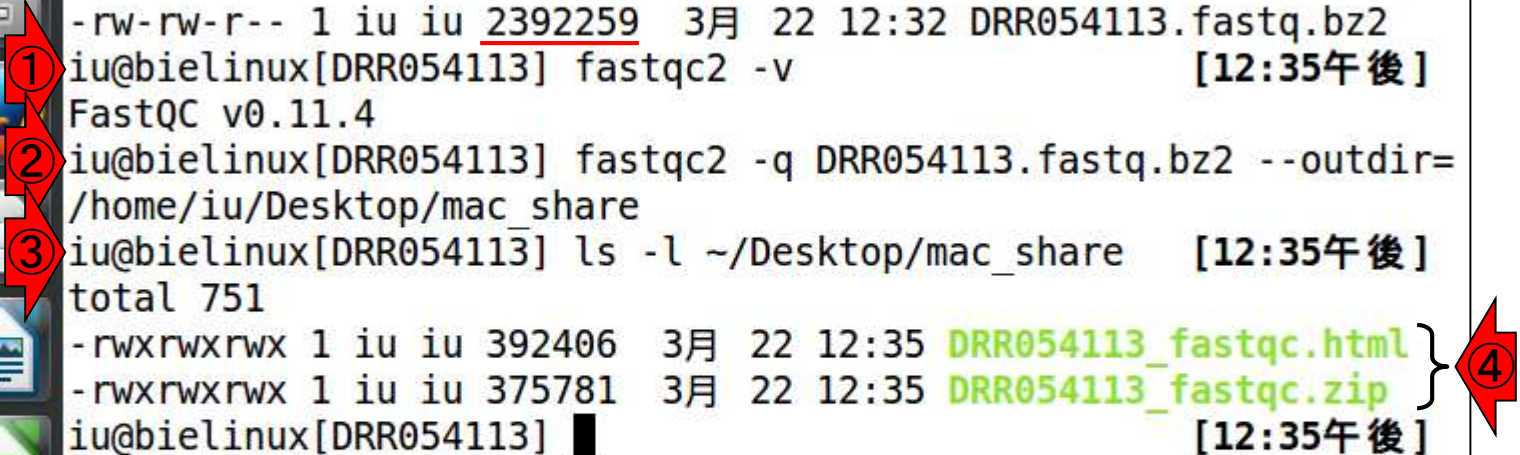 -rw-rw-r-- 1 iu iu 2392259  3月 22 12:32 DRR054113.fastq.bz2
① iu@bielinux[DRR054113] fastqc2 -v [12:35午後]
FastQC v0.11.4
② iu@bielinux[DRR054113] fastqc2 -q DRR054113.fastq.bz2 --outdir=
/home/iu/Desktop/mac_share
③ iu@bielinux[DRR054113] ls -l ~/Desktop/mac_share [12:35午後]
total 751
-rwxrwxrwx 1 iu iu 392406  3月 22 12:35 DRR054113_fastqc.html
④
-rwxrwxrwx 1 iu iu 375781  3月 22 12:35 DRR054113_fastqc.zip
iu@bielinux[DRR054113] [12:35午後]